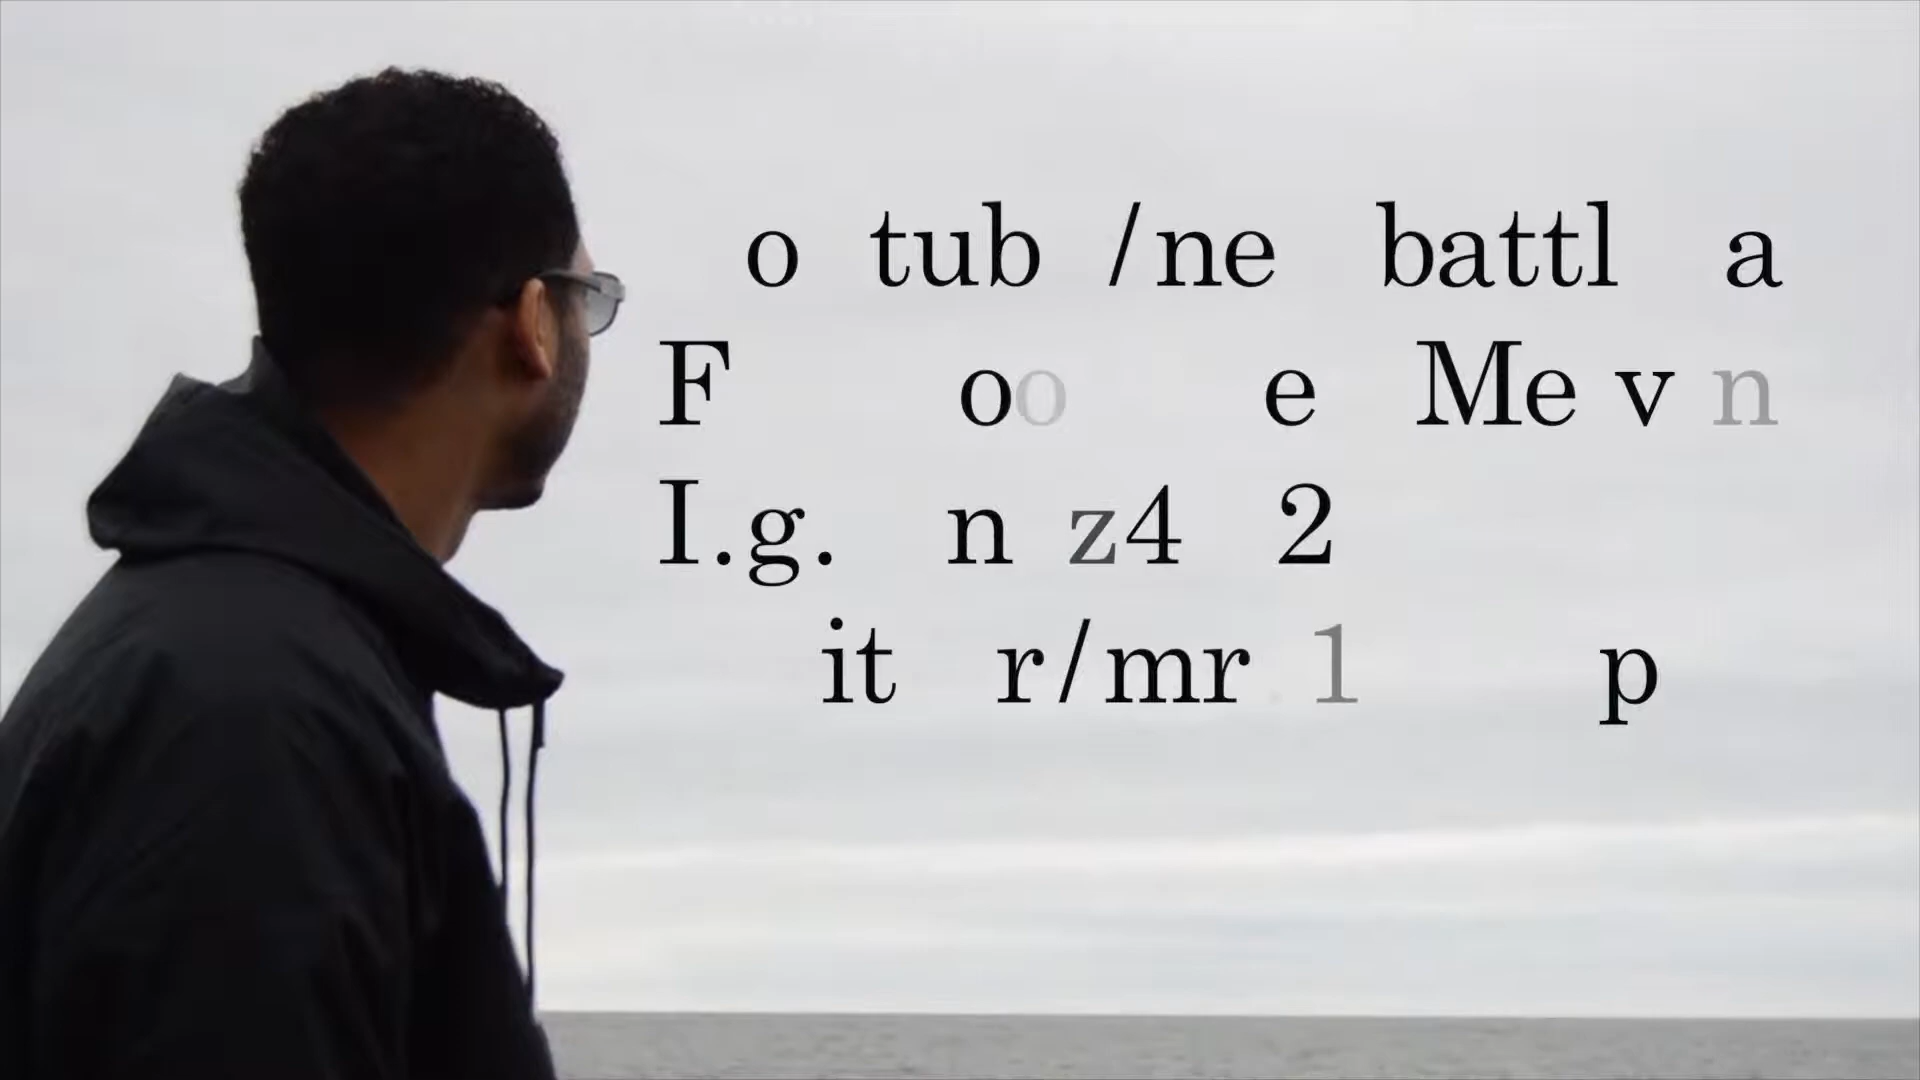 o tub /ne battl a
F oo e Me v n
I.g. n z4 2
it r/mr 1 p